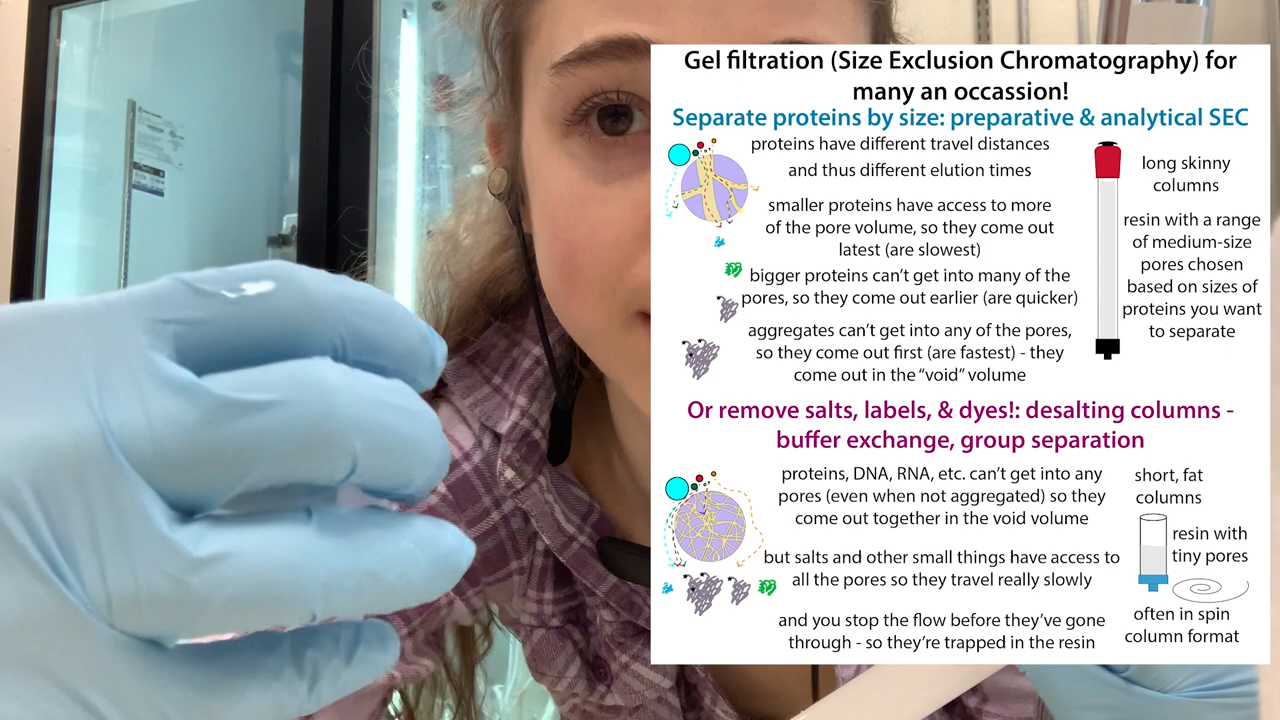 Gel filtration (Size Exclusion Chromatography) for
many an occassion!
Separate proteins by size: preparative & analytical SEC
proteins have different travel distances
and thus different elution times
smaller proteins have access to more
of the pore volume, so they come out
latest (are slowest)
bigger proteins can't get into many of the
pores, so they come out earlier (are quicker)
aggregates can't get into any of the pores,
so they come out first (are fastest) - they
come out in the “void” volume
long skinny
columns
resin with a range
of medium-size
pores chosen
based on sizes of
proteins you want
to separate
Or remove salts, labels, & dyes!: desalting columns -
buffer exchange, group separation
proteins, DNA, RNA, etc. can't get into any
pores (even when not aggregated) so they
come out together in the void volume
but salts and other small things have access to
all the pores so they travel really slowly
and you stop the flow before they've gone
through - so they're trapped in the resin
short, fat
columns
resin with
tiny pores
often in spin
column format